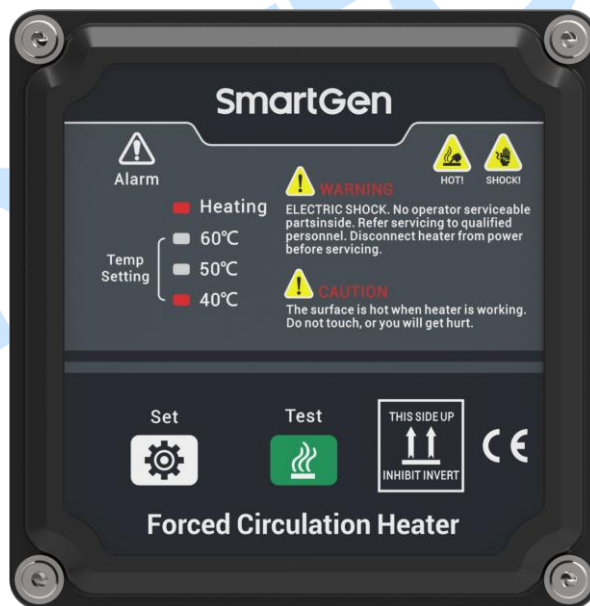 SmartGen
Alarm
HOT!
SHOCK!
WARNING
ELECTRIC SHOCK. No operator serviceable
partsinside. Refer servicing to qualified
personnel. Disconnect heater from power
before servicing.
Heating
60℃
Temp
Setting
50℃
40℃
CAUTION
The surface is hot when heater is working.
Do not touch, or you will get hurt.
Set
Test
THIS SIDE UP
INHIBIT INVERT
CE
Forced Circulation Heater